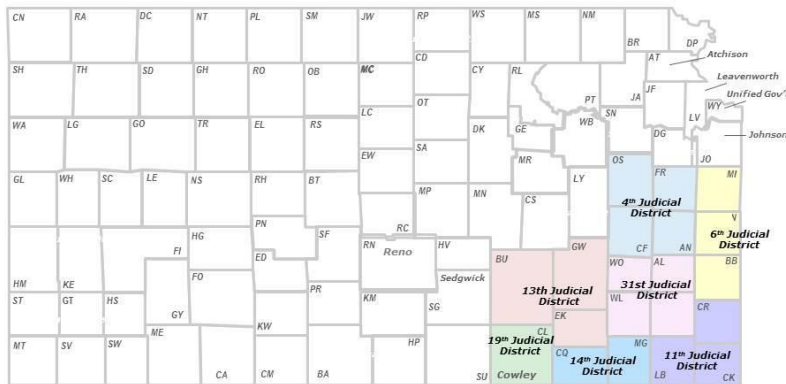 CN RA DC NT PL SM JW RP WS MS NM BR DP
AT Atchison
SH TH SD GH RO OB MC CD CY RL PT JA JF Leavenworth
Unified Gov't
WY
LC OT WB SN LV Johnson
WA LG GO TR EL RS DK GE DG
EW SA MR JO
GL WH SC LE NS RH BT MP MN CS LY OS FR MI
4th Judicial
District
PN RC N
HG SF RN Reno HV GW CF AN 6th Judicial
District
FI ED Sedgwick BU WO AL BB
HM KE FO PR 13th Judicial
District
31st Judicial
District
ST GT HS GY KM SG WL CR
ME KW HP CL EK
19th Judicial
District
MG
MT SV SW CA CM BA SU Cowley CQ 14th Judicial
District
LB 11th Judicial
District
CK